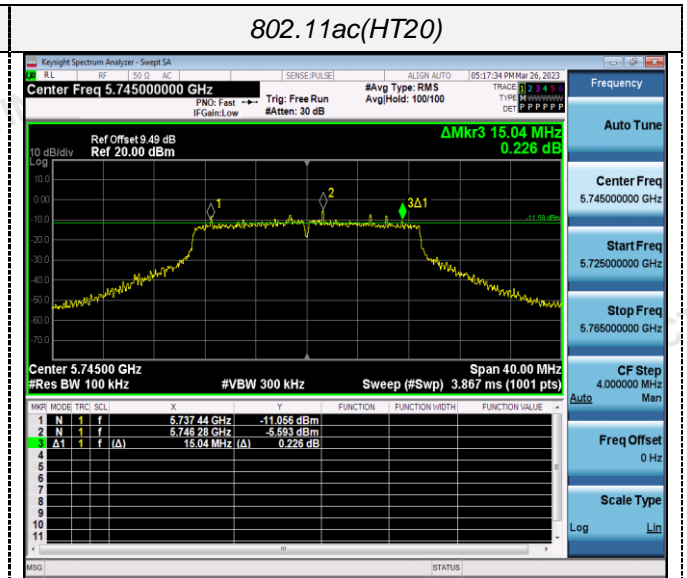 802.11ac(HT20)
Keysight Spectrum Analyzer - Swept SA
RL RF 50 Ω AC SENSE:PULSE ALIGN AUTO 05:17:34 PM Mar 26, 2023
Center Freq 5.745000000 GHz #Avg Type: RMS TRACE 1 2 3 4 5 6
PNO: Fast Trig: Free Run Avg|Hold: 100/100 TYPE M WWWWW
IFGain:Low #Atten: 30 dB DET P P P P P P
Frequency
Auto Tune
Ref Offset 9.49 dB ΔMkr3 15.04 MHz
10 dB/div Ref 20.00 dBm 0.226 dB
Log
10.0
0.00
-10.0
-20.0
-30.0
-40.0
-50.0
-60.0
-70.0
1
2
3Δ1
-11.59 dBm
Center 5.74500 GHz Span 40.00 MHz
#Res BW 100 kHz #VBW 300 kHz Sweep (#Swp) 3.867 ms (1001 pts)
MKR MODE TRC SCL X Y FUNCTION FUNCTION WIDTH FUNCTION VALUE
1 N 1 f 5.737 44 GHz -11.056 dBm
2 N 1 f 5.746 28 GHz -5.593 dBm
3 Δ1 1 f (Δ) 15.04 MHz (Δ) 0.226 dB
4
5
6
7
8
9
10
11
Center Freq
5.745000000 GHz
Start Freq
5.725000000 GHz
Stop Freq
5.765000000 GHz
CF Step
4.000000 MHz
Auto Man
Freq Offset
0 Hz
Scale Type
Log Lin
MSG STATUS